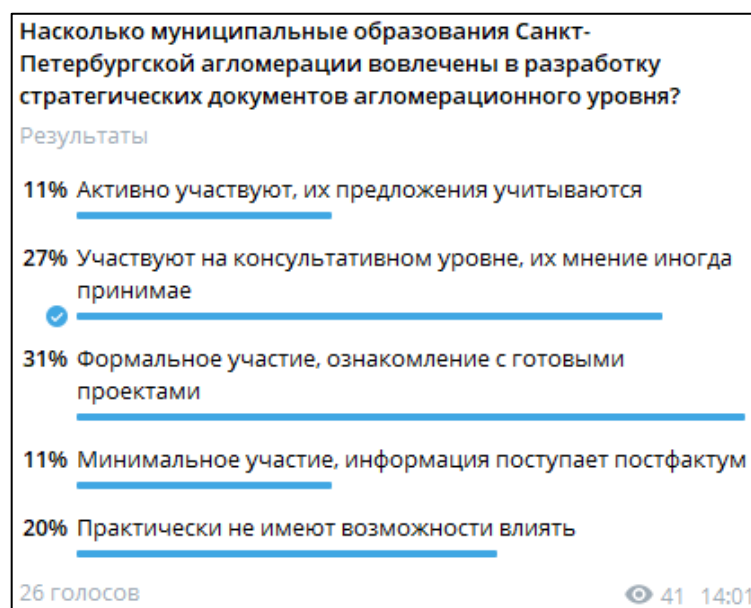 Насколько муниципальные образования Санкт-
Петербургской агломерации вовлечены в разработку
стратегических документов агломерационного уровня?
Результаты
11% Активно участвуют, их предложения учитываются
27% Участвуют на консультативном уровне, их мнение иногда
принимае
31% Формальное участие, ознакомление с готовыми
проектами
11% Минимальное участие, информация поступает постфактум
20% Практически не имеют возможности влиять
26 голосов 41 14:01